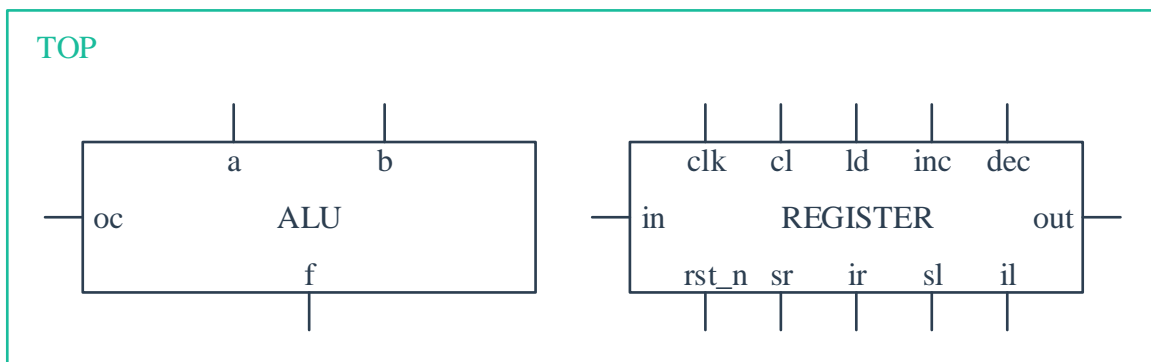 TOP
a b
oc ALU
f
clk cl ld inc dec
in REGISTER out
rst_n sr ir sl il